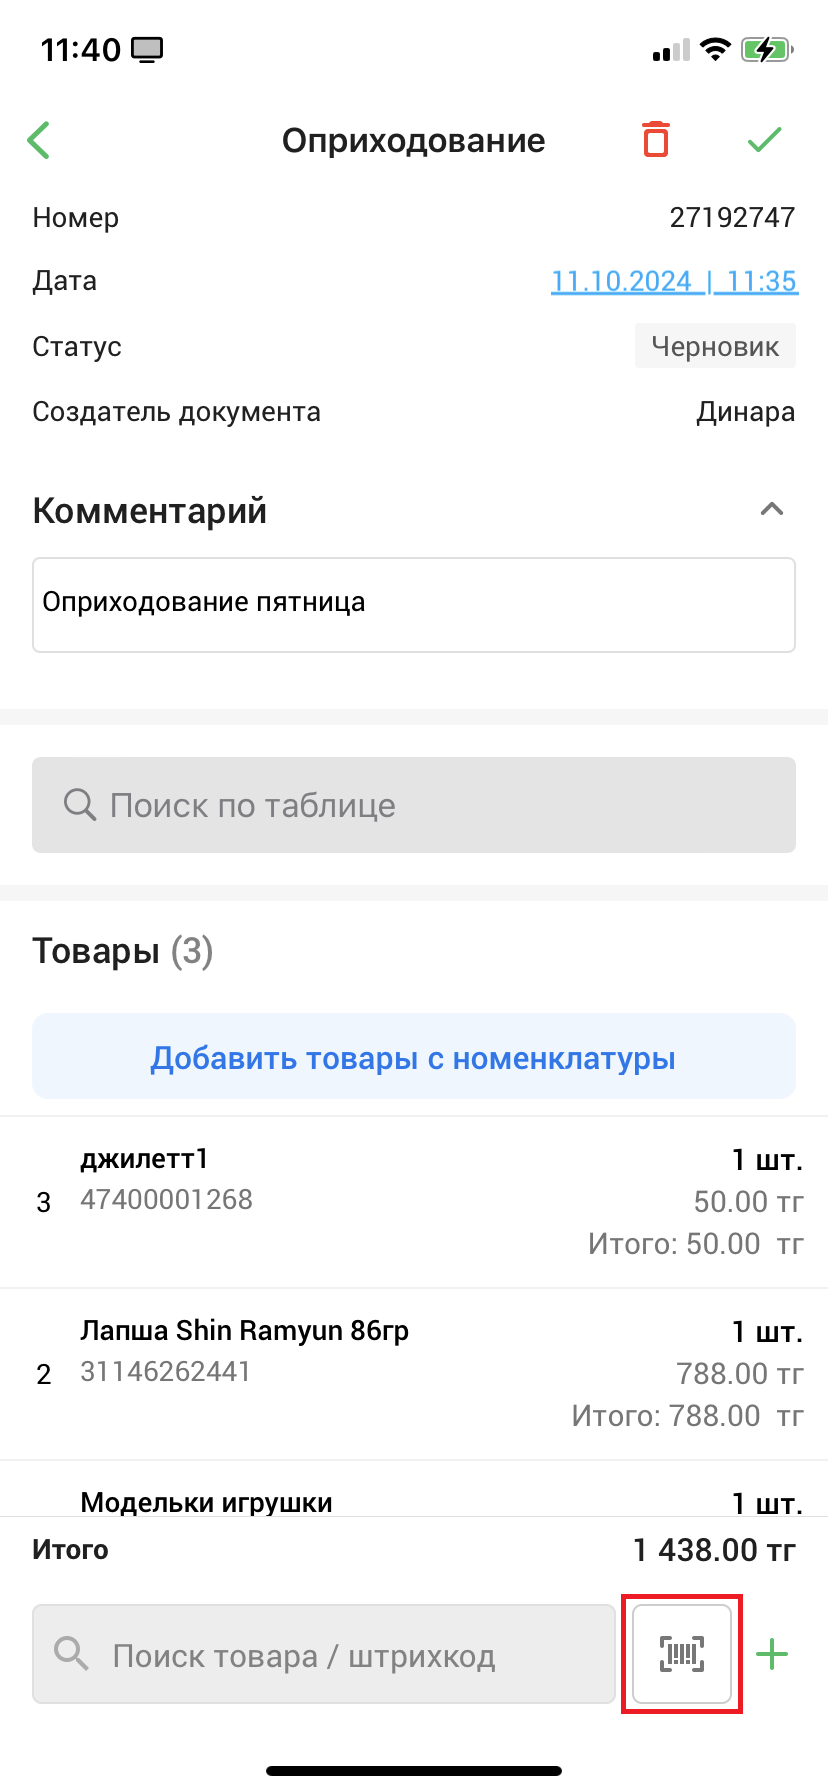 11:40
Оприходование
Номер 27192747
Дата 11.10.2024 | 11:35
Статус Черновик
Создатель документа Динара
Комментарий
Оприходование пятница
Поиск по таблице
Товары (3)
Добавить товары с номенклатуры
джилетт1 1 шт.
3 47400001268 50.00 тг
Итого: 50.00 тг
Лапша Shin Ramyun 86гр 1 шт.
2 31146262441 788.00 тг
Итого: 788.00 тг
Модельки игрушки 1 шт.
Итого 1 438.00 тг
Поиск товара / штрихкод